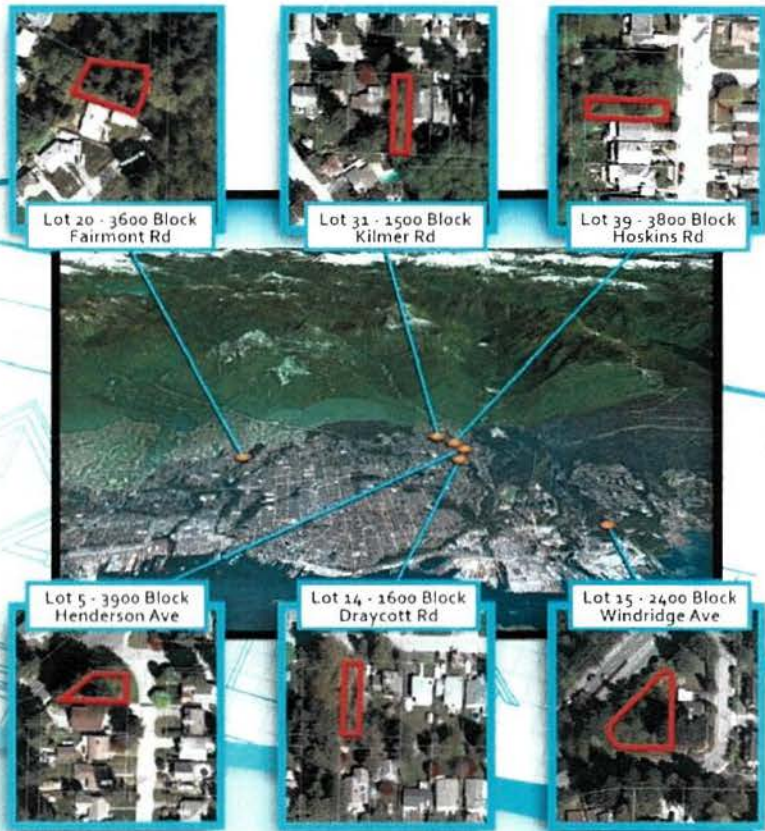 Lot 20 - 3600 Block
Fairmont Rd
Lot 31 - 1500 Block
Kilmer Rd
Lot 39 - 3800 Block
Hoskins Rd
Lot 5 - 3900 Block
Henderson Ave
Lot 14 - 1600 Block
Draycott Rd
Lot 15 - 2400 Block
Windridge Ave